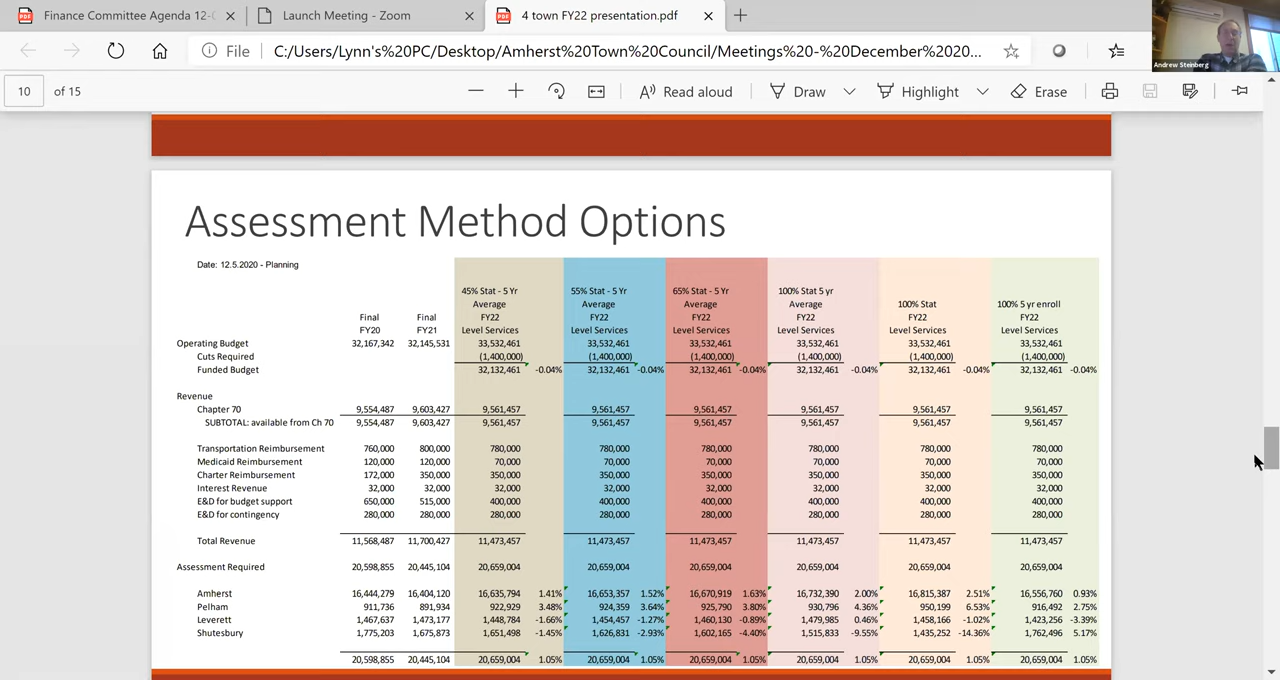 Finance Committee Agenda 12-0
Launch Meeting - Zoom
4 town FY22 presentation.pdf
File
C:/Users/Lynn's%20PC/Desktop/Amherst%20Town%20Council/Meetings%20-%20December%2020...
Andrew Steinberg
10 of 15
Read aloud
Draw
Highlight
Erase
Assessment Method Options
Date: 12.5.2020 - Planning
45% Stat - 5 Yr 55% Stat - 5 Yr 65% Stat - 5 Yr 100% Stat 5 yr
Average Average Average Average 100% Stat 100% 5 yr enroll
Final Final FY22 FY22 FY22 FY22 FY22 FY22
FY20 FY21 Level Services Level Services Level Services Level Services Level Services Level Services
Operating Budget 32,167,342 32,145,531 33,532,461 33,532,461 33,532,461 33,532,461 33,532,461 33,532,461
Cuts Required (1,400,000) (1,400,000) (1,400,000) (1,400,000) (1,400,000) (1,400,000)
Funded Budget 32,132,461 -0.04% 32,132,461 -0.04% 32,132,461 -0.04% 32,132,461 -0.04% 32,132,461 -0.04% 32,132,461 -0.04%
Revenue
Chapter 70 9,554,487 9,603,427 9,561,457 9,561,457 9,561,457 9,561,457 9,561,457 9,561,457
SUBTOTAL: available from Ch 70 9,554,487 9,603,427 9,561,457 9,561,457 9,561,457 9,561,457 9,561,457 9,561,457
Transportation Reimbursement 760,000 800,000 780,000 780,000 780,000 780,000 780,000 780,000
Medicaid Reimbursement 120,000 120,000 70,000 70,000 70,000 70,000 70,000 70,000
Charter Reimbursement 172,000 350,000 350,000 350,000 350,000 350,000 350,000 350,000
Interest Revenue 32,000 32,000 32,000 32,000 32,000 32,000 32,000 32,000
E&D for budget support 650,000 515,000 400,000 400,000 400,000 400,000 400,000 400,000
E&D for contingency 280,000 280,000 280,000 280,000 280,000 280,000 280,000 280,000
Total Revenue 11,568,487 11,700,427 11,473,457 11,473,457 11,473,457 11,473,457 11,473,457 11,473,457
Assessment Required 20,598,855 20,445,104 20,659,004 20,659,004 20,659,004 20,659,004 20,659,004 20,659,004
Amherst 16,444,279 16,404,120 16,635,794 1.41% 16,653,357 1.52% 16,670,919 1.63% 16,732,390 2.00% 16,815,387 2.51% 16,556,760 0.93%
Pelham 911,736 891,934 922,929 3.48% 924,359 3.64% 925,790 3.80% 930,796 4.36% 950,199 6.53% 916,492 2.75%
Leverett 1,467,637 1,473,177 1,448,784 -1.66% 1,454,457 -1.27% 1,460,130 -0.89% 1,479,985 0.46% 1,458,166 -1.02% 1,423,256 -3.39%
Shutesbury 1,775,203 1,675,873 1,651,498 -1.45% 1,626,831 -2.93% 1,602,165 -4.40% 1,515,833 -9.55% 1,435,252 -14.36% 1,762,496 5.17%
20,598,855 20,445,104 20,659,004 1.05% 20,659,004 1.05% 20,659,004 1.05% 20,659,004 1.05% 20,659,004 1.05% 20,659,004 1.05%